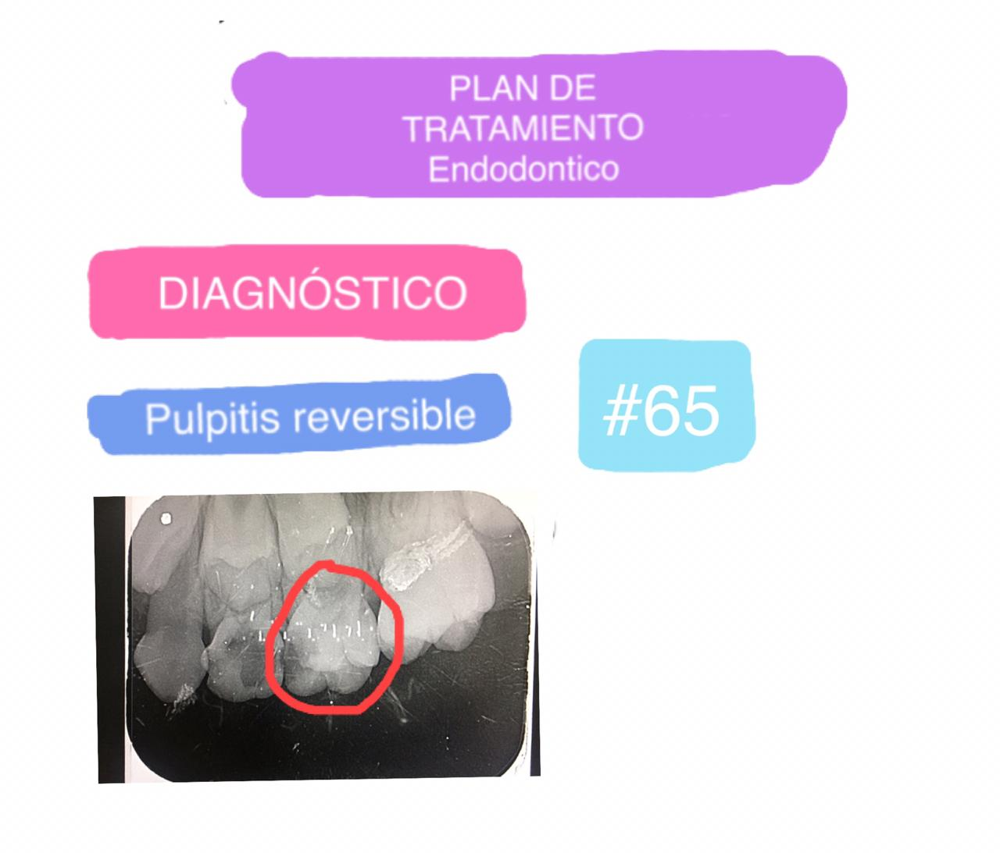 PLAN DE
TRATAMIENTO
Endodontico
DIAGNÓSTICO
Pulpitis reversible
#65